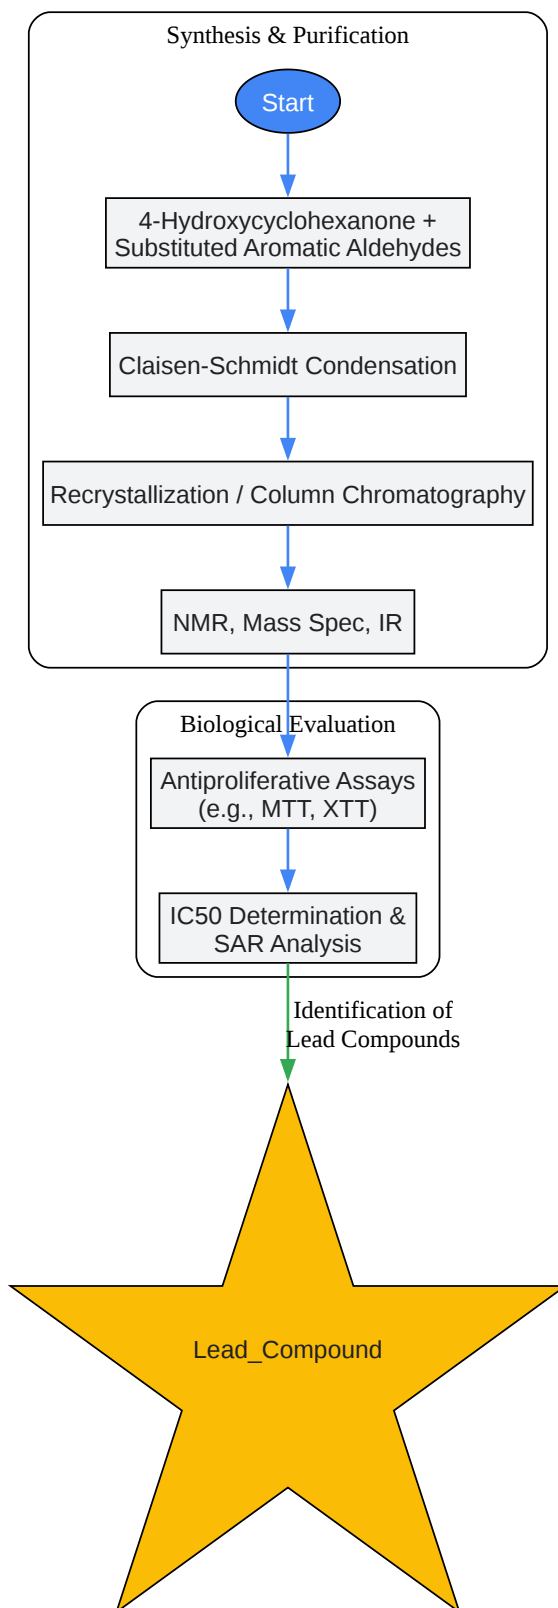 Synthesis & Purification
Start
4-Hydroxycyclohexanone +
Substituted Aromatic Aldehydes
Claisen-Schmidt Condensation
Recrystallization / Column Chromatography
NMR, Mass Spec, IR
Biological Evaluation
Antiproliferative Assays
(e.g., MTT, XTT)
IC50 Determination &
SAR Analysis
Identification of
Lead Compounds
Lead_Compound